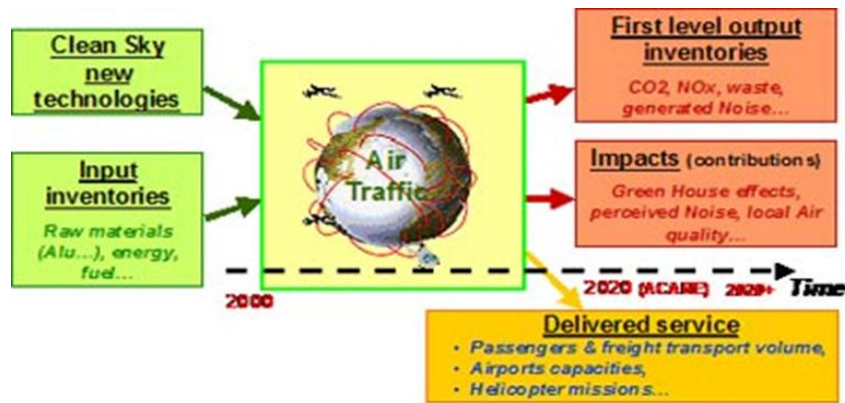 Clean Sky
new
technologies
Input
inventories
Raw materials
(Alu...), energy,
fuel...
Air
Traffic
First level output
inventories
CO2, NOx, waste,
generated Noise...
Impacts (contributions)
Green House effects,
perceived Noise, local Air
quality...
2000
2020 (ACARE) 2020+ Time
Delivered service
• Passengers & freight transport volume,
• Airports capacities,
• Helicopter missions...